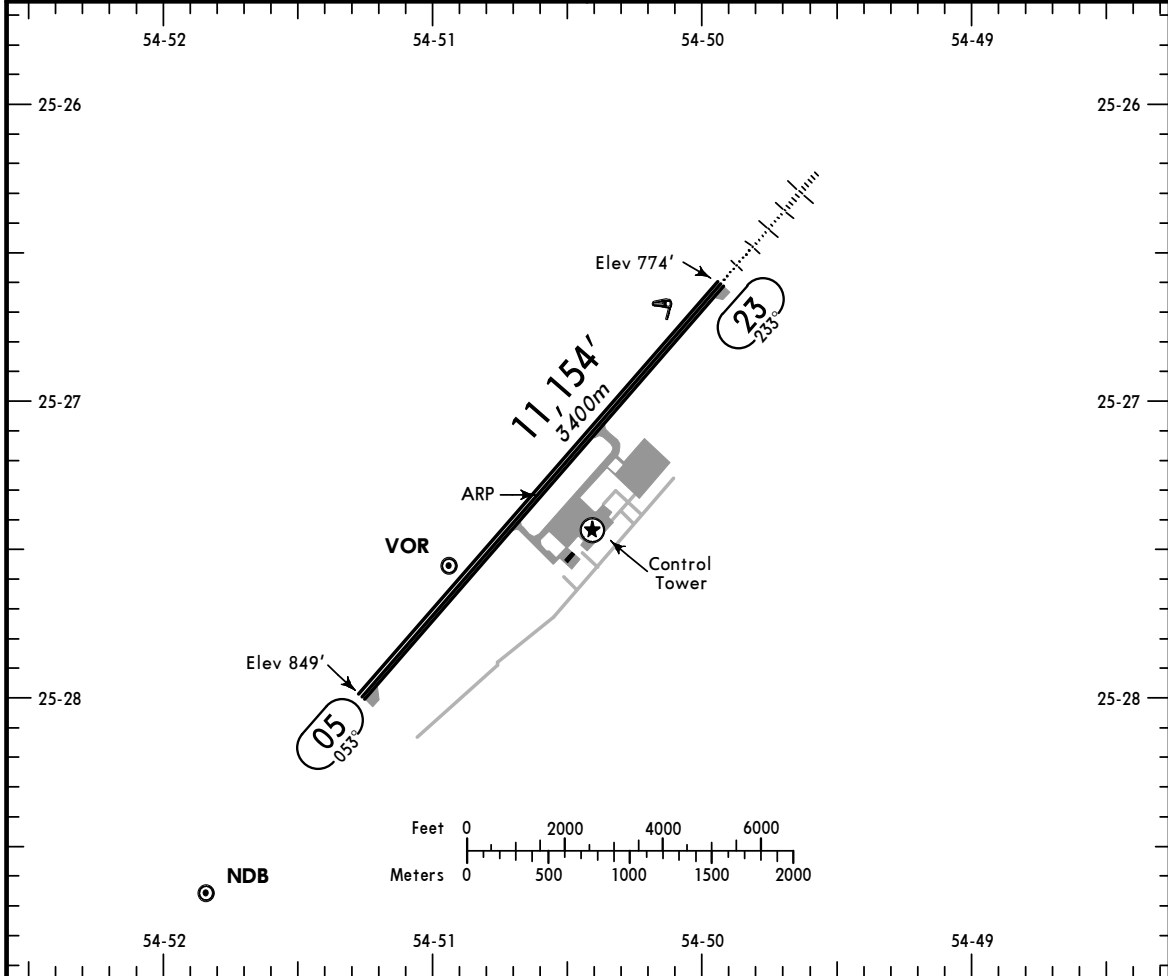 54-52 54-51 54-50 54-49
25-26 25-26
Elev 774'
23
233°
11,154'
3400m
25-27 25-27
ARP
VOR
Control
Tower
Elev 849'
25-28 25-28
05
053°
Feet 0 2000 4000 6000
Meters 0 500 1000 1500 2000
NDB
54-52 54-51 54-50 54-49